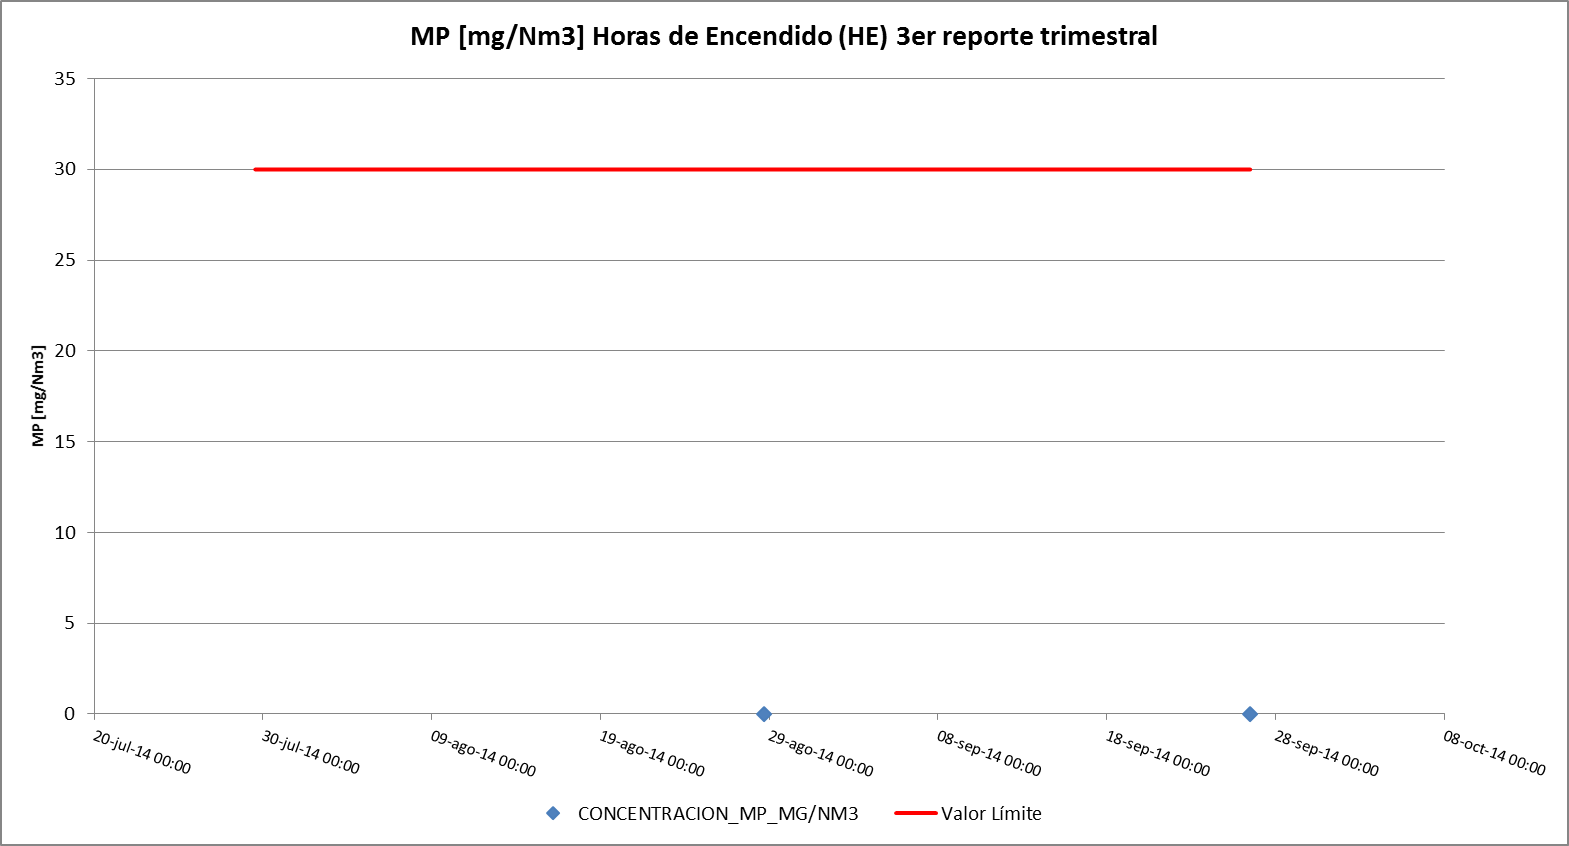 MP [mg/Nm3] Horas de Encendido (HE) 3er reporte trimestral
35
30
25
20
15
10
5
0
MP [mg/Nm3]
20-jul-14 00:00
30-jul-14 00:00
09-ago-14 00:00
19-ago-14 00:00
29-ago-14 00:00
08-sep-14 00:00
18-sep-14 00:00
28-sep-14 00:00
08-oct-14 00:00
CONCENTRACION_MP_MG/NM3
Valor Límite